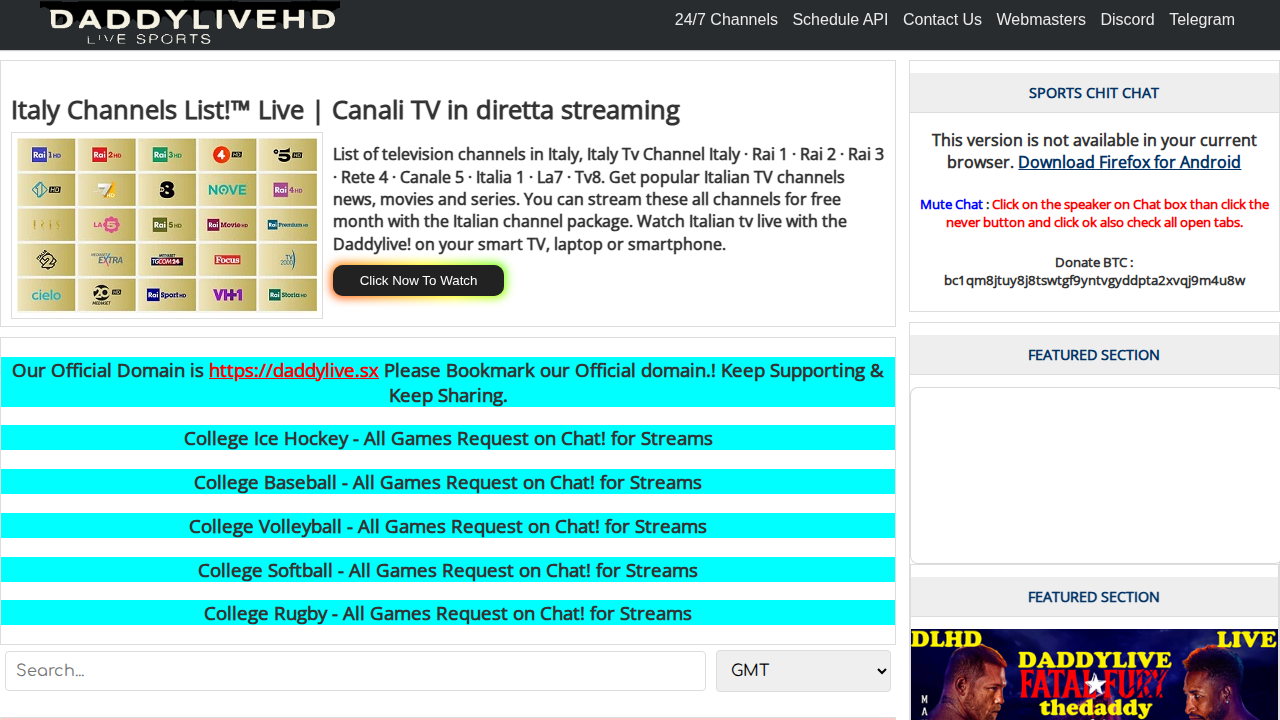 DADDYLIVEHD
LIVE SPORTS
24/7 Channels Schedule API Contact Us Webmasters Discord Telegram
Italy Channels List!™ Live | Canali TV in diretta streaming
Rai 1 HD Rai 2 HD Rai 3 HD 4 HD 5 HD
1 HD 7 8 NOVE Rai 4 HD
IRIS LA 5 Rai 5 HD Rai Movie HD Rai Premium HD
MEDIASET EXTRA MEDIASET TGCOM24 Focus TV 2000
cielo 20 HD MEDIASET Rai Sport HD VH1 Rai Storia HD
List of television channels in Italy, Italy Tv Channel Italy · Rai 1 · Rai 2 · Rai 3
· Rete 4 · Canale 5 · Italia 1 · La7 · Tv8. Get popular Italian TV channels
news, movies and series. You can stream these all channels for free
month with the Italian channel package. Watch Italian tv live with the
Daddylive! on your smart TV, laptop or smartphone.
Click Now To Watch
Our Official Domain is https://daddylive.sx Please Bookmark our Official domain.! Keep Supporting &
Keep Sharing.
College Ice Hockey - All Games Request on Chat! for Streams
College Baseball - All Games Request on Chat! for Streams
College Volleyball - All Games Request on Chat! for Streams
College Softball - All Games Request on Chat! for Streams
College Rugby - All Games Request on Chat! for Streams
Search...
GMT
SPORTS CHIT CHAT
This version is not available in your current
browser. Download Firefox for Android
Mute Chat : Click on the speaker on Chat box than click the
never button and click ok also check all open tabs.
Donate BTC :
bc1qm8jtuy8j8tswtgf9yntvgyddpta2xvqj9m4u8w
FEATURED SECTION
FEATURED SECTION
DLHD LIVE
DADDYLIVE
FATAL FURY
thedaddy
M
A